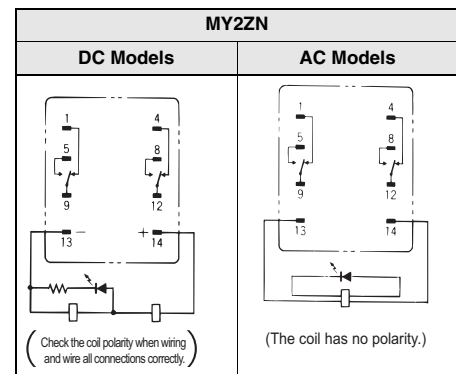 MY2ZN
DC Models
AC Models
1 4
5 8
9 12
13 − + 14
Check the coil polarity when wiring
and wire all connections correctly.
1 4
5 8
9 12
13 14
(The coil has no polarity.)